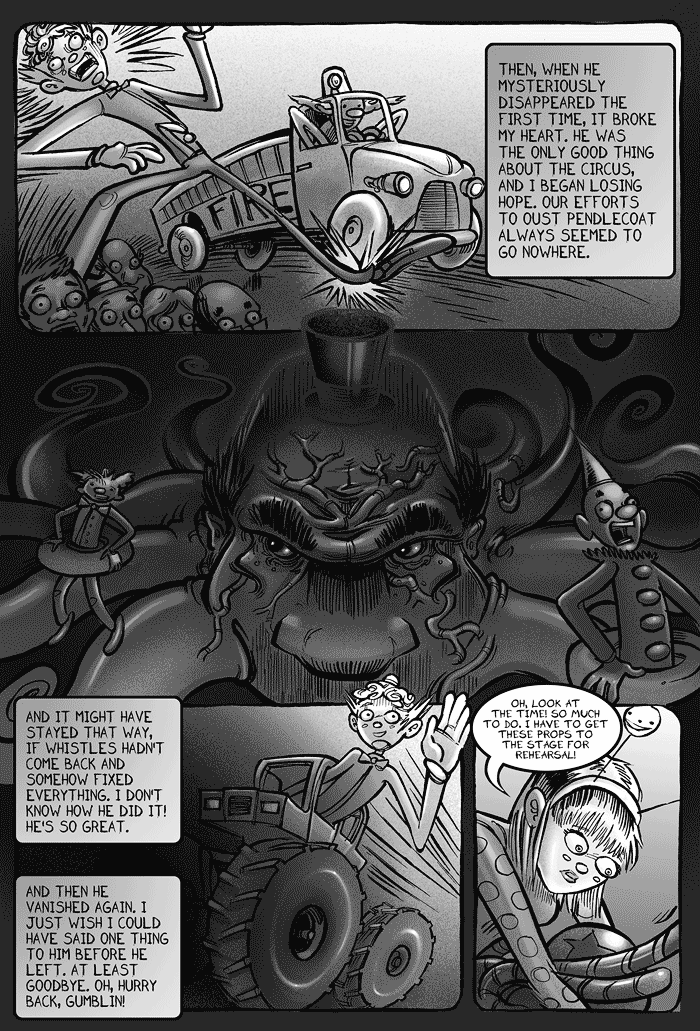 THEN, WHEN HE
MYSTERIOUSLY
DISAPPEARED THE
FIRST TIME, IT BROKE
MY HEART. HE WAS
THE ONLY GOOD THING
ABOUT THE CIRCUS,
AND I BEGAN LOSING
HOPE. OUR EFFORTS
TO OUST PENDLECOAT
ALWAYS SEEMED TO
GO NOWHERE.
FIRE
AND IT MIGHT HAVE
STAYED THAT WAY,
IF WHISTLES HADN'T
COME BACK AND
SOMEHOW FIXED
EVERYTHING. I DON'T
KNOW HOW HE DID IT!
HE'S SO GREAT.
AND THEN HE
VANISHED AGAIN. I
JUST WISH I COULD
HAVE SAID ONE THING
TO HIM BEFORE HE
LEFT. AT LEAST
GOODBYE. OH, HURRY
BACK, GUMBLIN!
OH, LOOK AT
THE TIME! SO MUCH
TO DO. I HAVE TO GET
THESE PROPS TO
THE STAGE FOR
REHEARSAL!